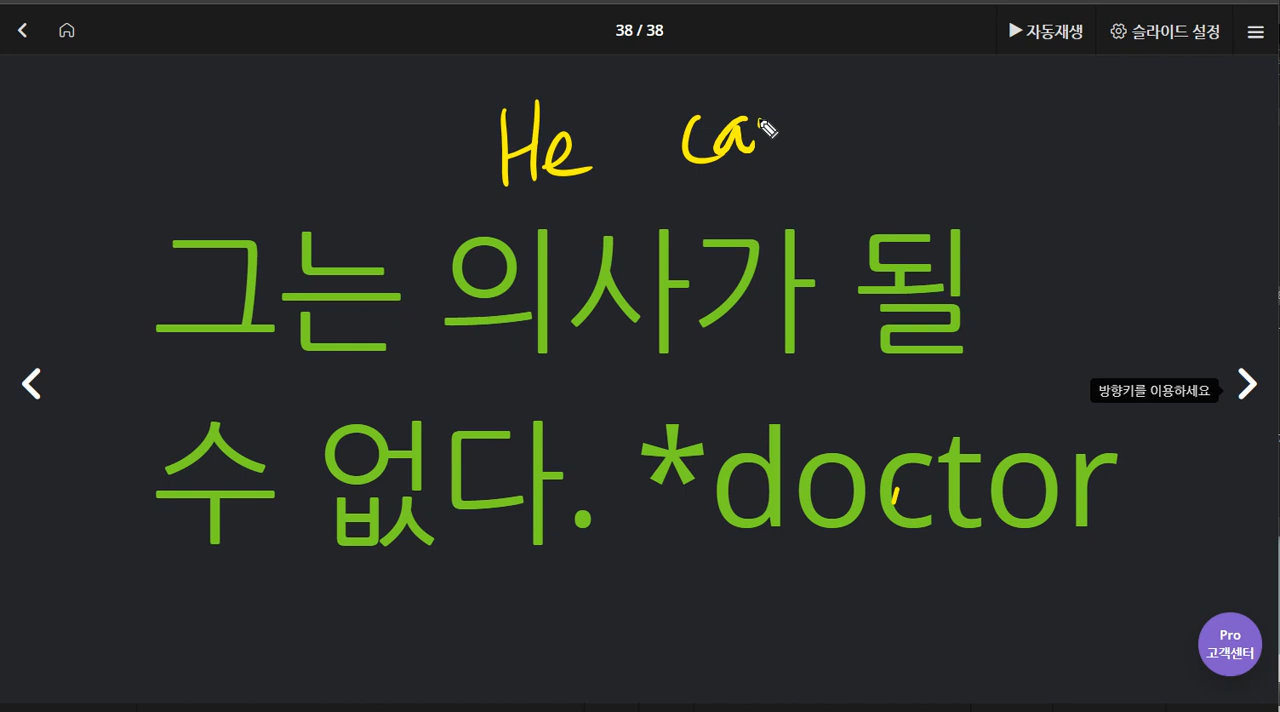 38 / 38
▶ 자동재생
슬라이드 설정
He ca
그는 의사가 될
방향키를 이용하세요
수 없다. *doctor
Pro
고객센터